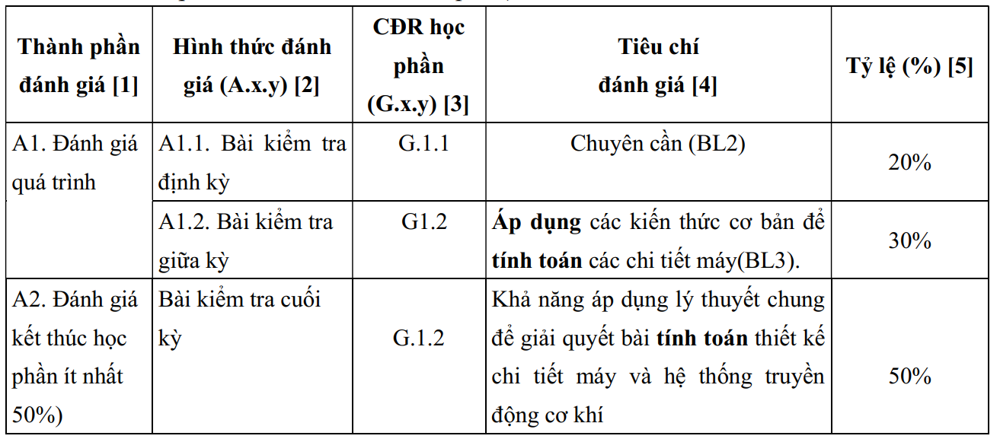 Thành phần
đánh giá [1]
Hình thức đánh
giá (A.x.y) [2]
CĐR học
phần
(G.x.y) [3]
Tiêu chí
đánh giá [4]
Tỷ lệ (%) [5]
A1. Đánh giá
quá trình
A1.1. Bài kiểm tra
định kỳ
G.1.1
Chuyên cần (BL2)
20%
A1.2. Bài kiểm tra
giữa kỳ
G1.2
Áp dụng các kiến thức cơ bản để
tính toán các chi tiết máy(BL3).
30%
A2. Đánh giá
kết thúc học
phần ít nhất
50%)
Bài kiểm tra cuối
kỳ
G.1.2
Khả năng áp dụng lý thuyết chung
để giải quyết bài tính toán thiết kế
chi tiết máy và hệ thống truyền
động cơ khí
50%